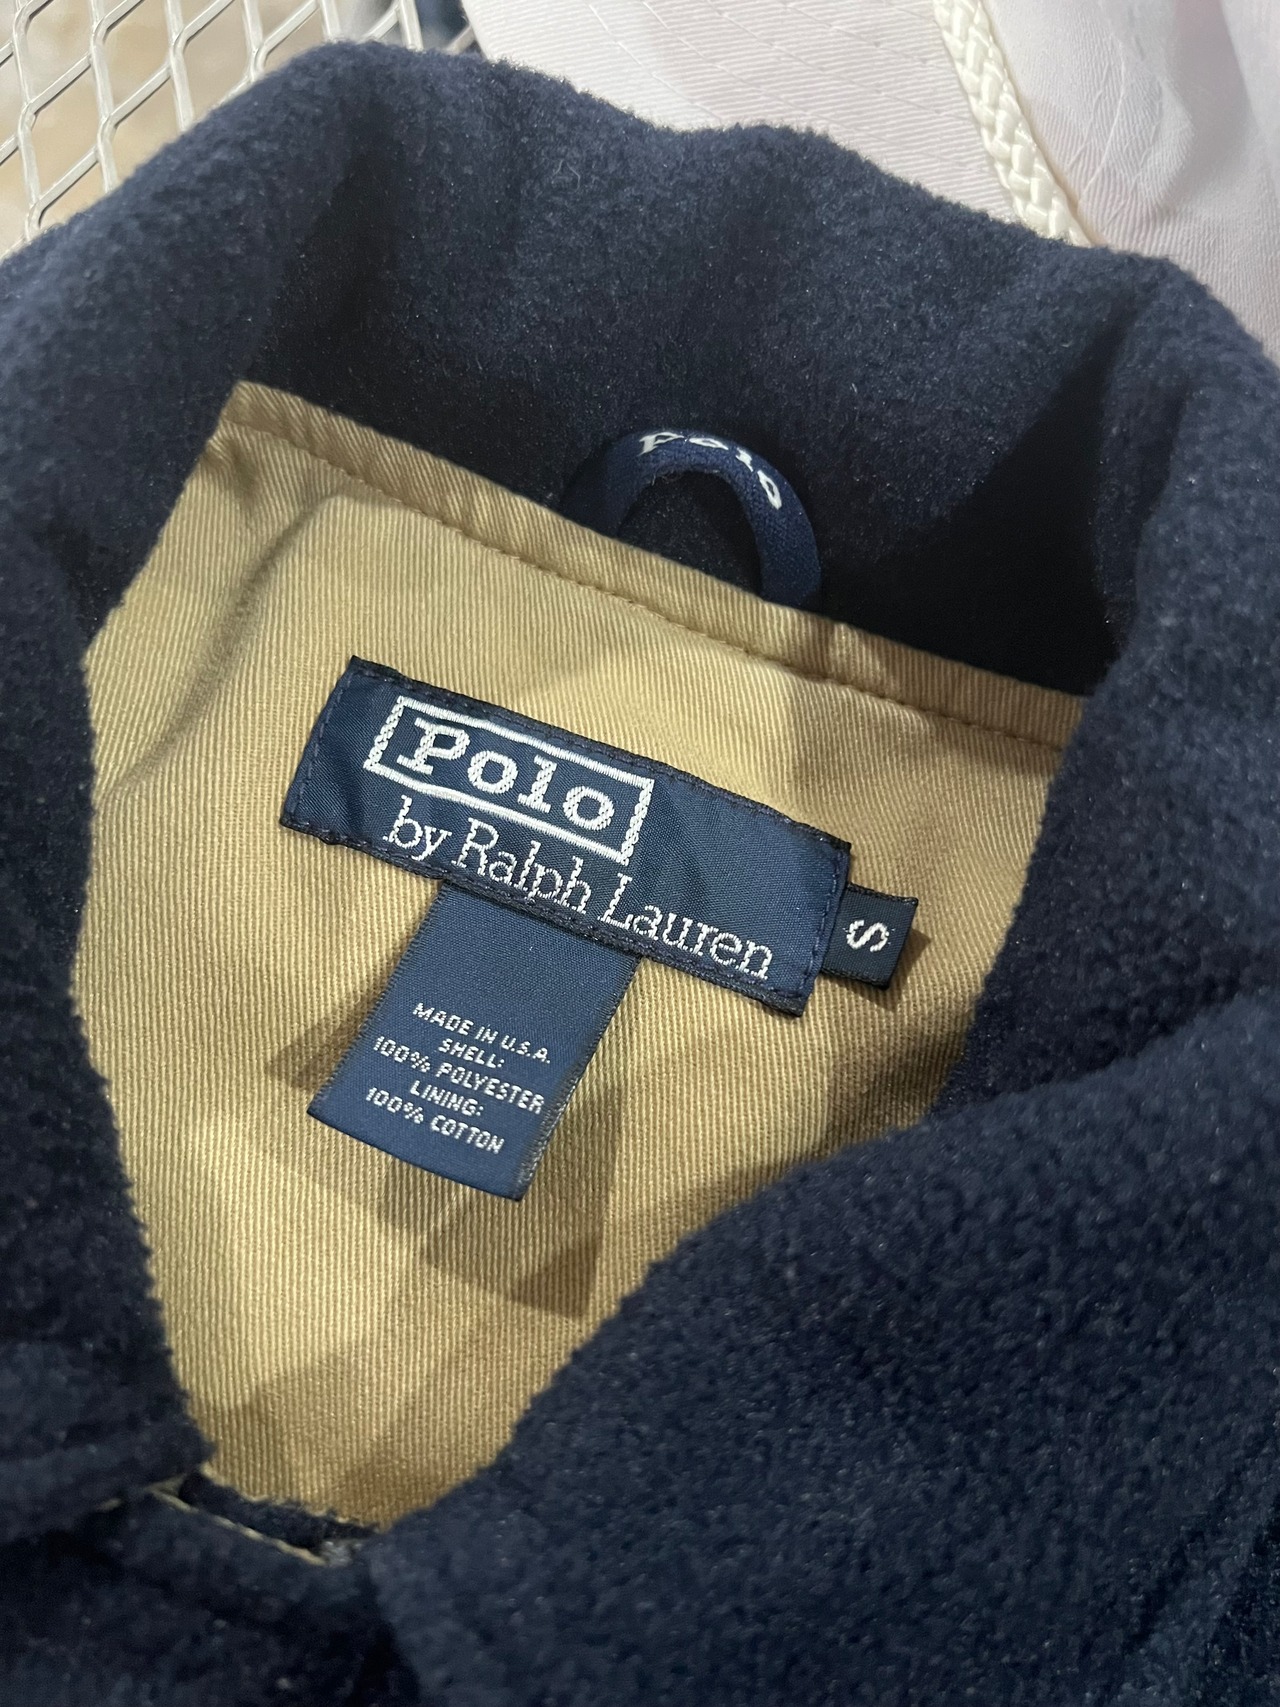 Polo
Polo
by Ralph Lauren
S
MADE IN U.S.A.
SHELL:
100% POLYESTER
LINING:
100% COTTON